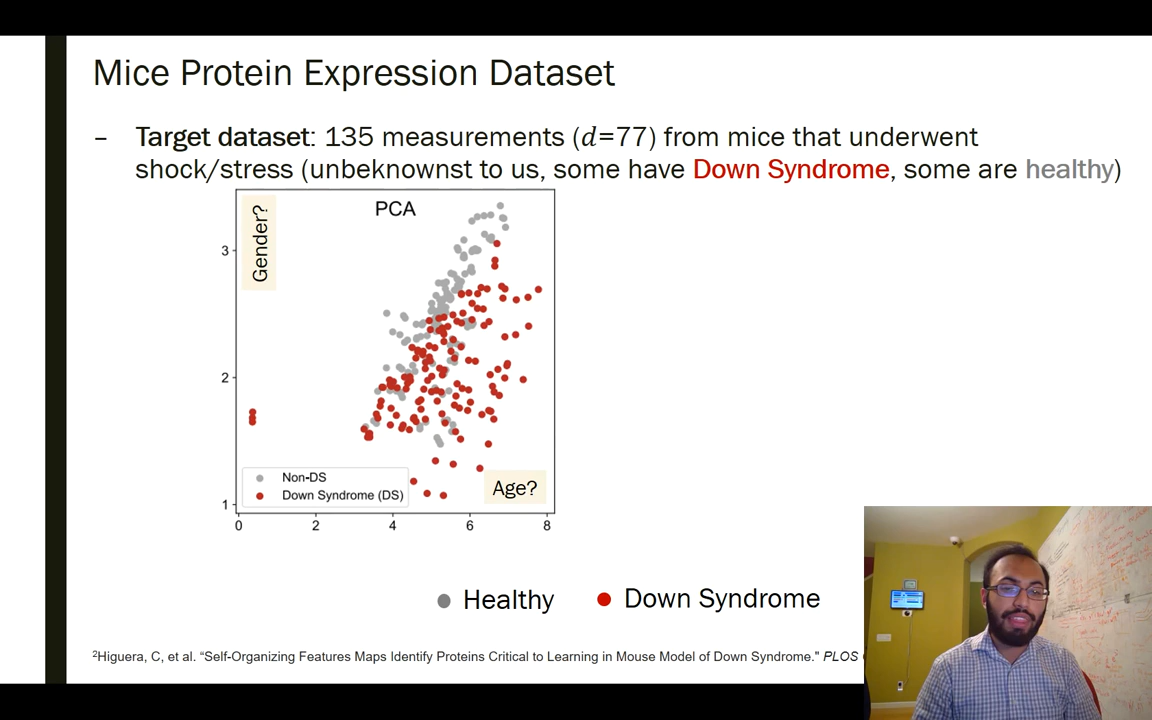 Mice Protein Expression Dataset
– Target dataset: 135 measurements (d=77) from mice that underwent
shock/stress (unbeknownst to us, some have Down Syndrome, some are healthy)
PCA
Gender?
3
2
1
Non-DS
Down Syndrome (DS)
Age?
0 2 4 6 8
Healthy Down Syndrome
2Higuera, C, et al. “Self-Organizing Features Maps Identify Proteins Critical to Learning in Mouse Model of Down Syndrome." PLOS